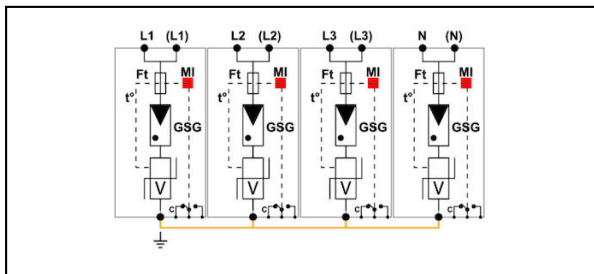 L1 (L1) L2 (L2) L3 (L3) N (N)
Ft MI Ft MI Ft MI Ft MI
t° t° t° t°
GSG GSG GSG GSG
V V V V
C C C C